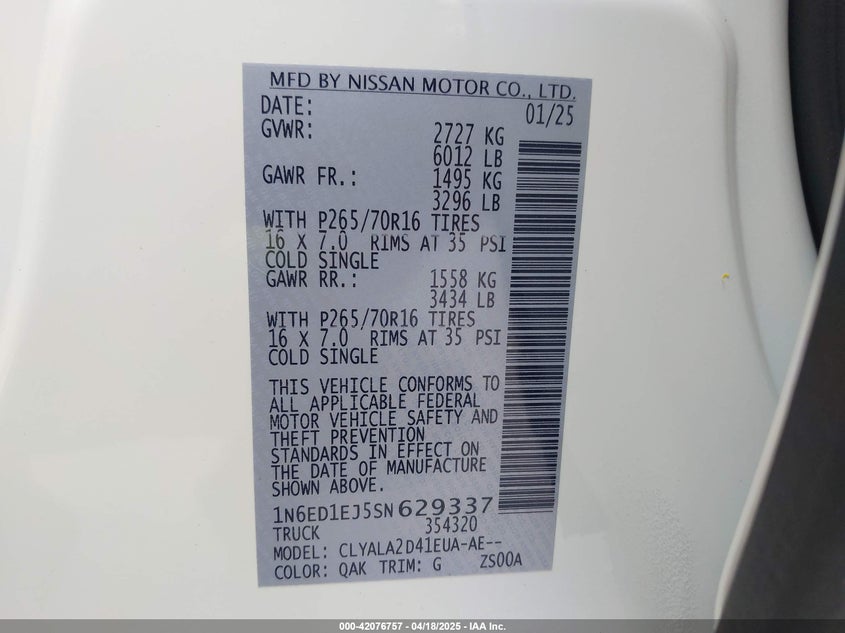 MFD BY NISSAN MOTOR CO., LTD.
DATE: 01/25
GVWR: 2727 KG
6012 LB
GAWR FR.: 1495 KG
3296 LB
WITH P265/70R16 TIRES
16 X 7.0 RIMS AT 35 PSI
COLD SINGLE
GAWR RR.: 1558 KG
3434 LB
WITH P265/70R16 TIRES
16 X 7.0 RIMS AT 35 PSI
COLD SINGLE
THIS VEHICLE CONFORMS TO
ALL APPLICABLE FEDERAL
MOTOR VEHICLE SAFETY AND
THEFT PREVENTION
STANDARDS IN EFFECT ON
THE DATE OF MANUFACTURE
SHOWN ABOVE.
1N6ED1EJ5SN629337
TRUCK 354320
MODEL: CLYALA2D41EUA-AE--
COLOR: QAK TRIM: G ZS00A
000-42076757 - 04/18/2025 - IAA Inc.